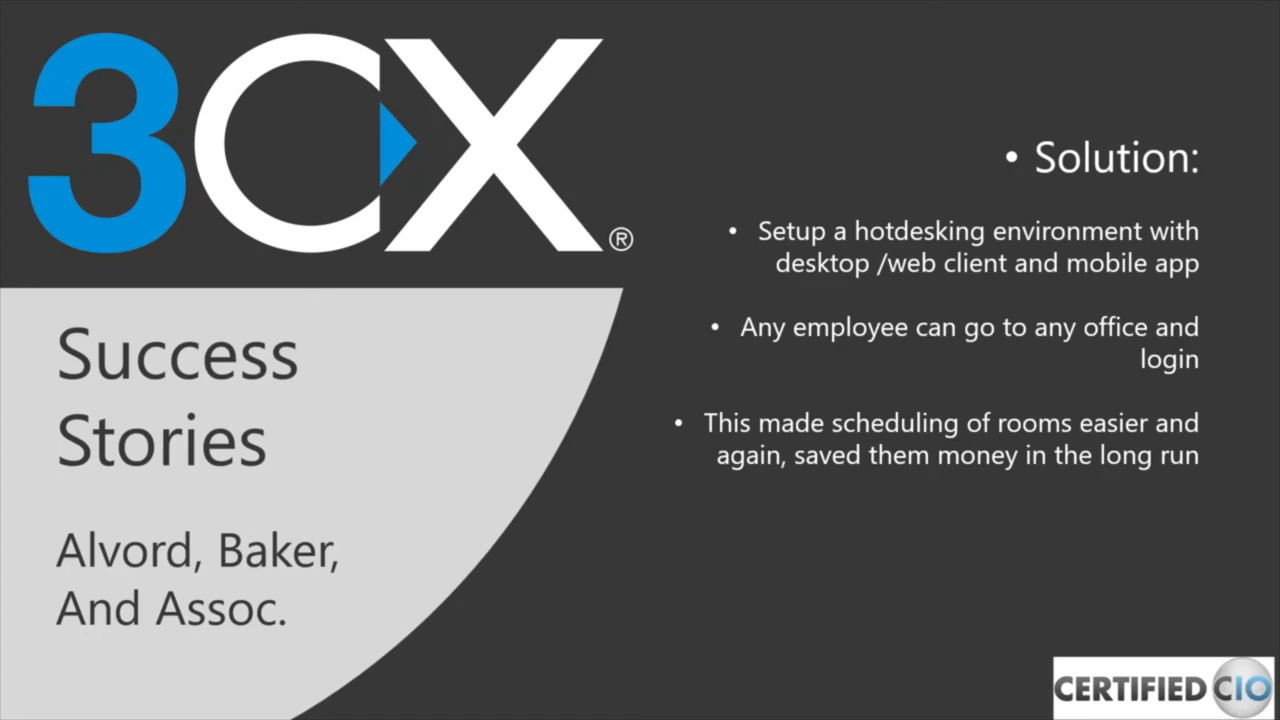 3CX®
Success
Stories
Alvord, Baker,
And Assoc.
• Solution:
• Setup a hotdesking environment with
desktop /web client and mobile app
• Any employee can go to any office and
login
• This made scheduling of rooms easier and
again, saved them money in the long run
CERTIFIED CIO